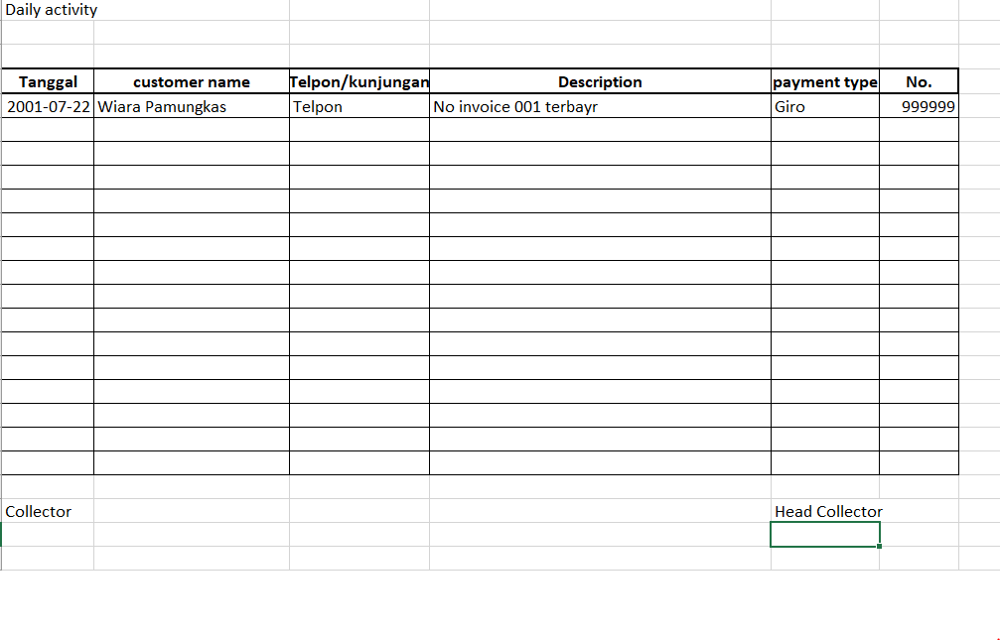 Daily activity
Tanggal customer name Telpon/kunjungan Description payment type No.
2001-07-22 Wiara Pamungkas Telpon No invoice 001 terbayr Giro 999999
Collector Head Collector